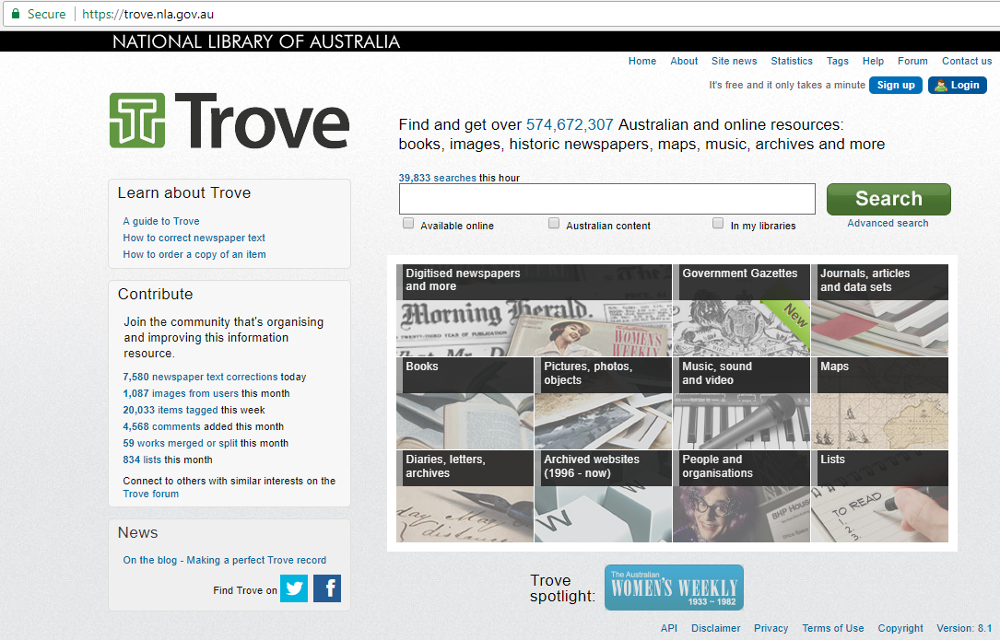 Secure
https://trove.nla.gov.au
NATIONAL LIBRARY OF AUSTRALIA
Home About Site news Statistics Tags Help Forum Contact us
It's free and it only takes a minute Sign up Login
Trove
Find and get over 574,672,307 Australian and online resources:
books, images, historic newspapers, maps, music, archives and more
39,833 searches this hour
Search
Available online Australian content In my libraries
Advanced search
Learn about Trove
A guide to Trove
How to correct newspaper text
How to order a copy of an item
Contribute
Join the community that's organising
and improving this information
resource.
7,580 newspaper text corrections today
1,087 images from users this month
20,033 items tagged this week
4,568 comments added this month
59 works merged or split this month
834 lists this month
Connect to others with similar interests on the
Trove forum
News
On the blog - Making a perfect Trove record
Find Trove on
Digitised newspapers
and more
Morning Herald.
WOMEN'S
WEEKLY
Government Gazettes
New
Journals, articles
and data sets
Books
Pictures, photos,
objects
Music, sound
and video
Maps
Diaries, letters,
archives
Archived websites
(1996 - now)
W
People and
organisations
BHP HOUSE
Lists
TO READ
1.
2.
3.
Trove
spotlight:
The Australian
WOMEN'S WEEKLY
1933 ~ 1982
API Disclaimer Privacy Terms of Use Copyright Version: 8.1